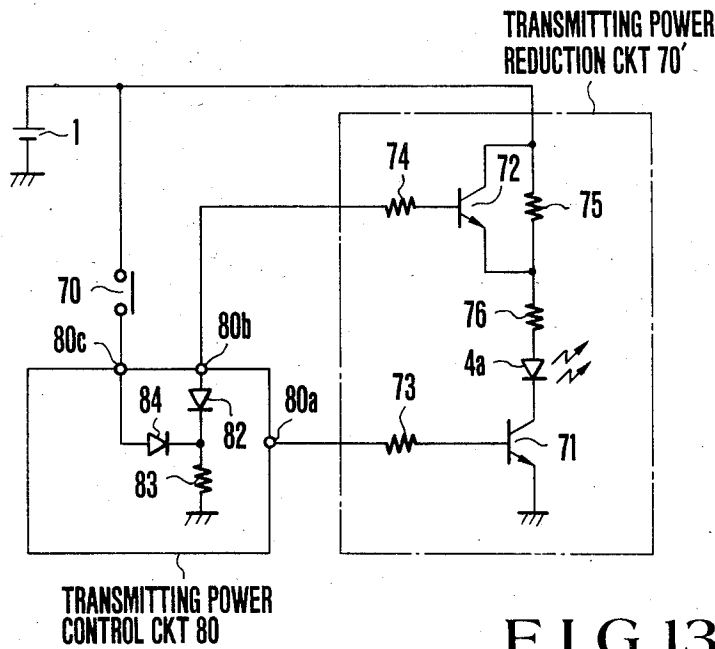 TRANSMITTING POWER
REDUCTION CKT 70'
1
74
72
75
70
76
80c
80b
4a
80a
84
82
73
71
83
TRANSMITTING POWER
CONTROL CKT 80
FIG.13